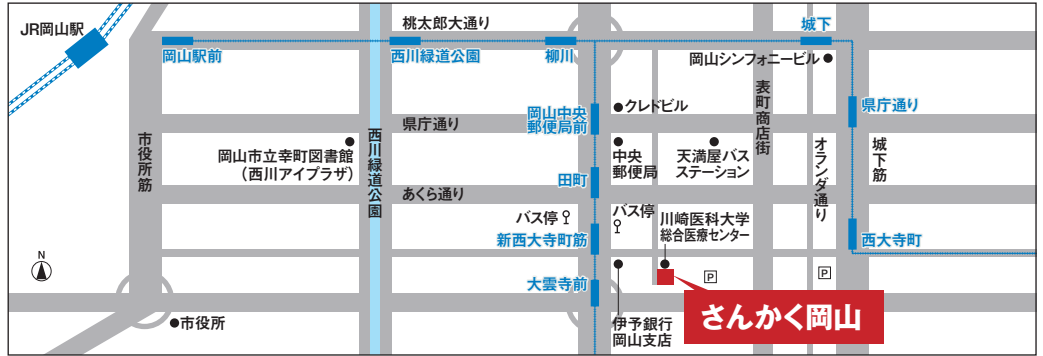 JR岡山駅
桃太郎大通り
城下
岡山駅前
西川緑道公園
柳川
岡山シンフォニービル
クレドビル
岡山中央
郵便局前
県庁通り
県庁通り
市役所筋
西川緑道公園
表町商店街
オランダ通り
城下筋
岡山市立幸町図書館
(西川アイプラザ)
中央
郵便局
天満屋バス
ステーション
田町
あくら通り
バス停
バス停
川崎医科大学
総合医療センター
新西大寺町筋
西大寺町
N
大雲寺前
P
P
さんかく岡山
市役所
伊予銀行
岡山支店